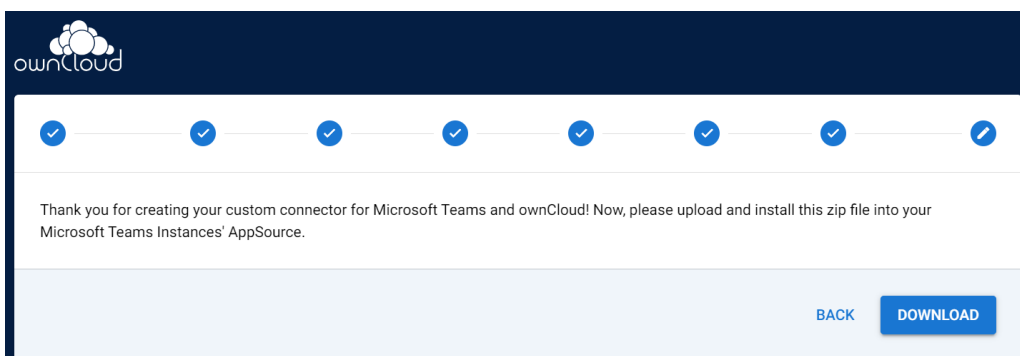 ownCloud
Thank you for creating your custom connector for Microsoft Teams and ownCloud! Now, please upload and install this zip file into your
Microsoft Teams Instances' AppSource.
BACK DOWNLOAD